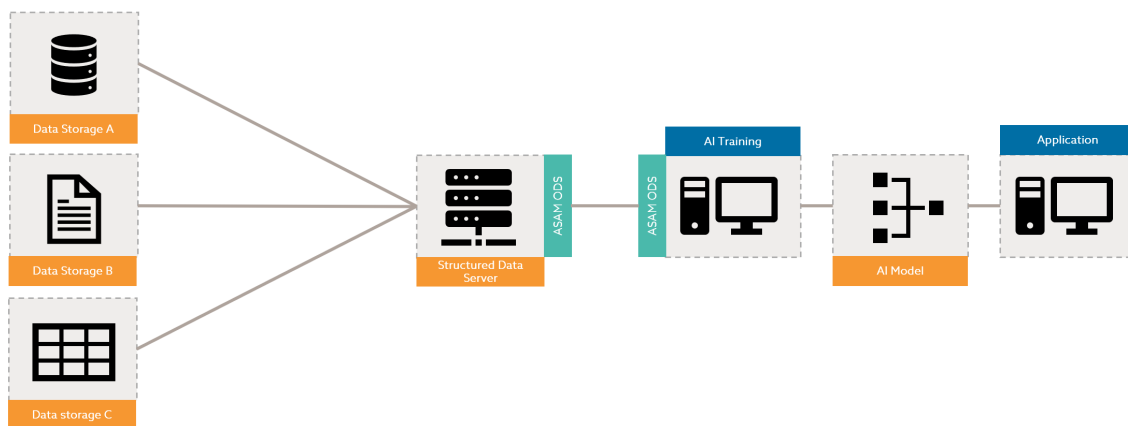 Data Storage A
Data Storage B
Data storage C
Structured Data
Server
ASAM ODS
ASAM ODS
AI Training
AI Model
Application